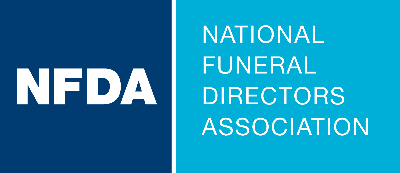 NFDA
NATIONAL
FUNERAL
DIRECTORS
ASSOCIATION